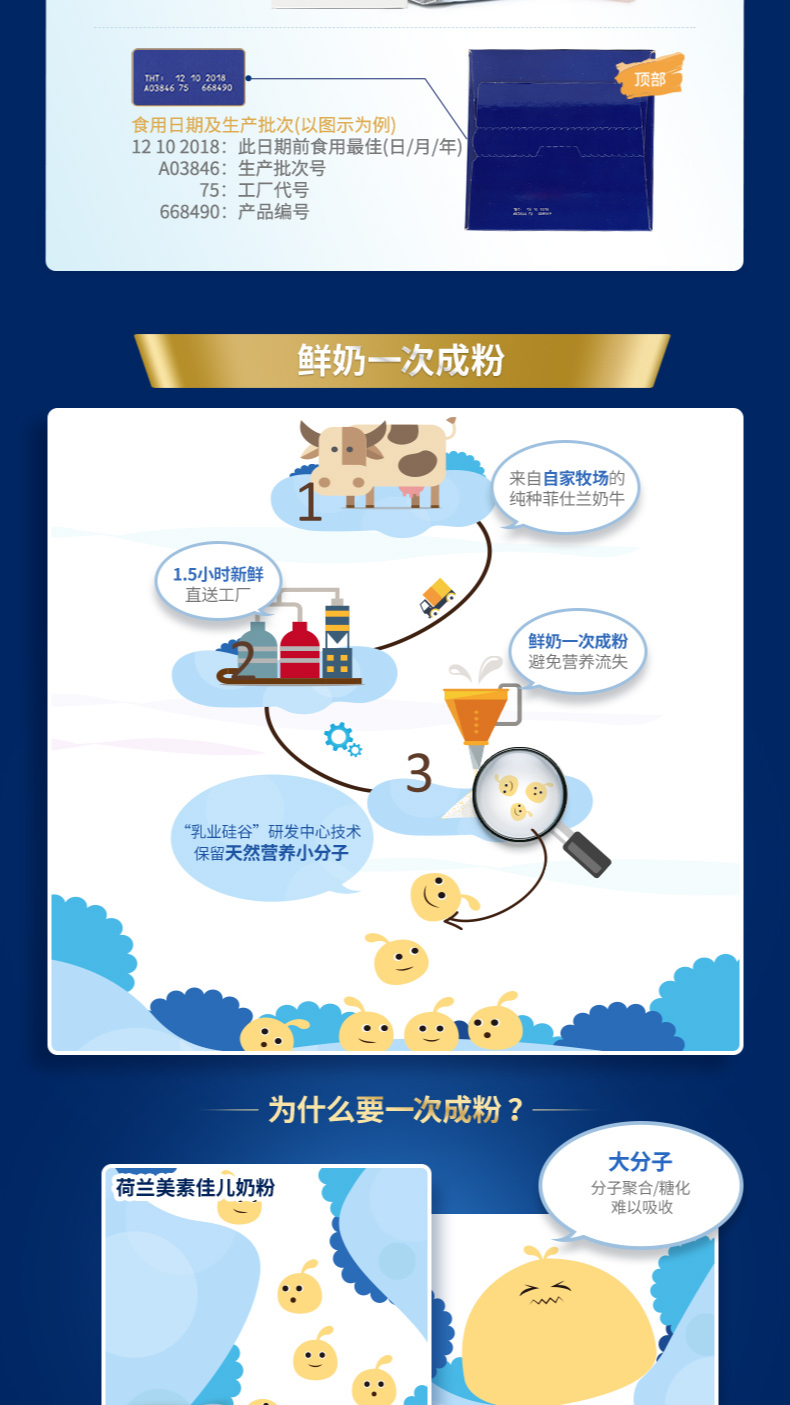 THT: 12 10 2018
A03846 75 668490
顶部
食用日期及生产批次(以图示为例)
12 10 2018：此日期前食用最佳(日/月/年)
A03846：生产批次号
75：工厂代号
668490：产品编号
鲜奶一次成粉
1
来自自家牧场的
纯种菲仕兰奶牛
1.5小时新鲜
直送工厂
2
鲜奶一次成粉
避免营养流失
3
“乳业硅谷”研发中心技术
保留天然营养小分子
为什么要一次成粉？
荷兰美素佳儿奶粉
大分子
分子聚合/糖化
难以吸收